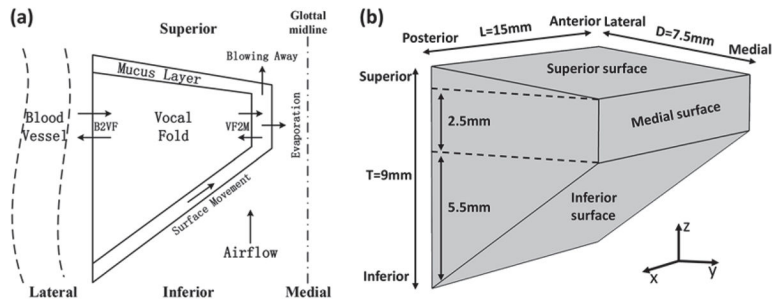 (a)
Superior
Glottal
midline
Blowing Away
Mucus Layer
Blood
Vessel
B2VF
Vocal
Fold
VF2M
Evaporation
Surface Movement
Airflow
Lateral
Inferior
Medial
(b)
Posterior
L=15mm
Anterior Lateral
D=7.5mm
Medial
Superior
Superior surface
2.5mm
Medial surface
T=9mm
5.5mm
Inferior
surface
Inferior
z
x
y